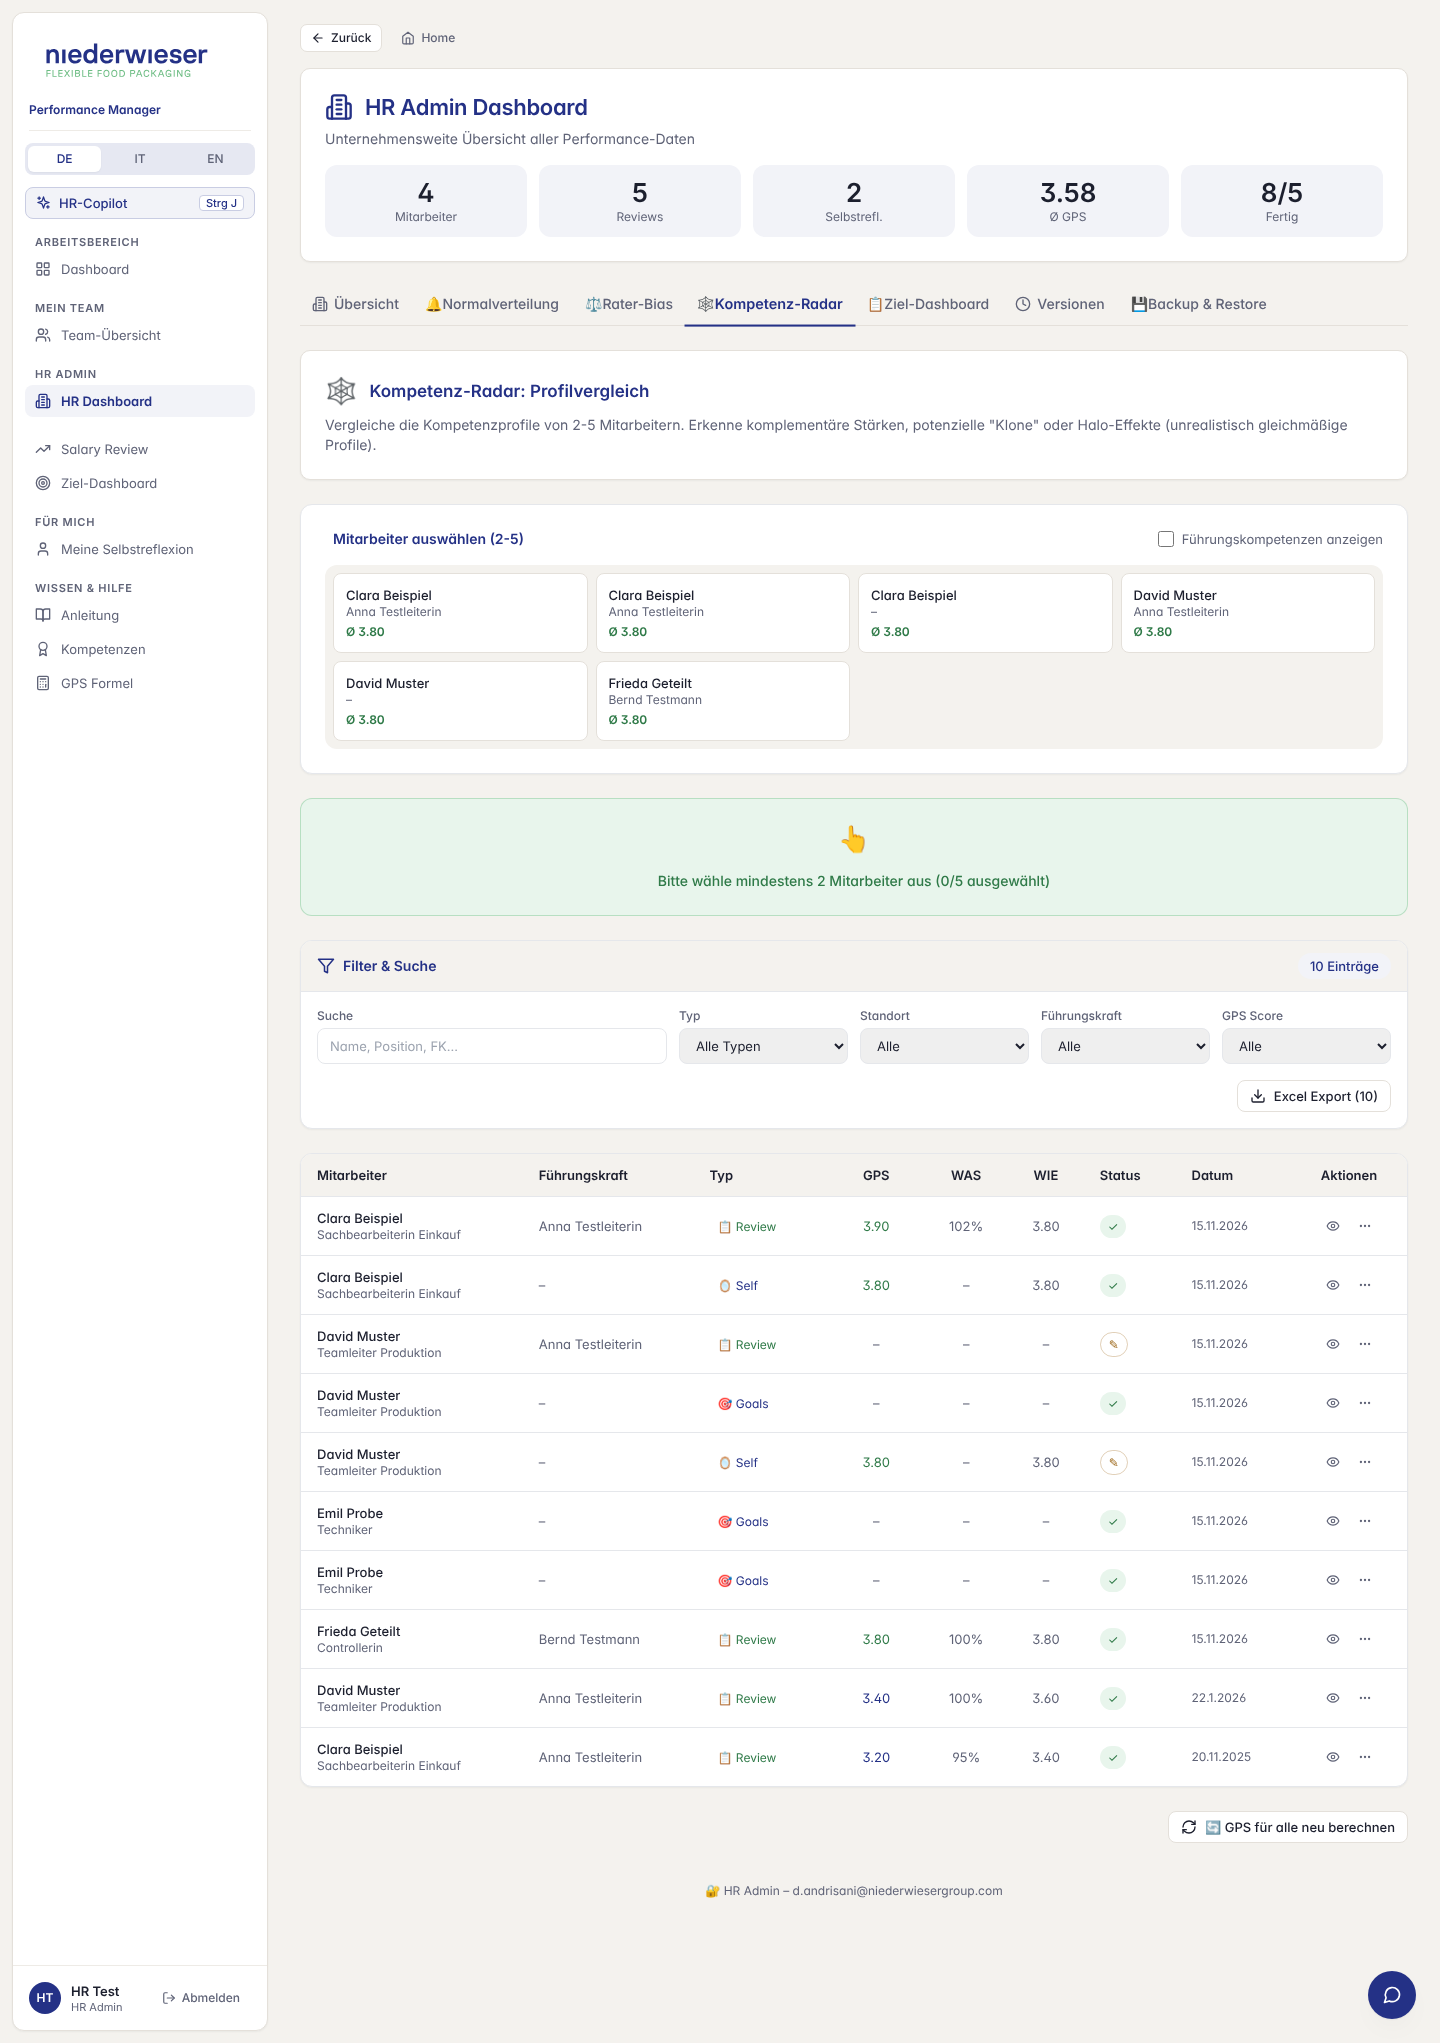 niederwieser
FLEXIBLE FOOD PACKAGING
Performance Manager
DE IT EN
HR-Copilot Strg J
ARBEITSBEREICH
Dashboard
MEIN TEAM
Team-Übersicht
HR ADMIN
HR Dashboard
Salary Review
Ziel-Dashboard
FÜR MICH
Meine Selbstreflexion
WISSEN & HILFE
Anleitung
Kompetenzen
GPS Formel
HT HR Test
HR Admin
Abmelden
Zurück Home
HR Admin Dashboard
Unternehmensweite Übersicht aller Performance-Daten
4 5 2 3.58 8/5
Mitarbeiter Reviews Selbstrefl. Ø GPS Fertig
Übersicht 🔔Normalverteilung ⚖️Rater-Bias 🕸️Kompetenz-Radar 📋Ziel-Dashboard Versionen 💾Backup & Restore
🕸️ Kompetenz-Radar: Profilvergleich
Vergleiche die Kompetenzprofile von 2-5 Mitarbeitern. Erkenne komplementäre Stärken, potenzielle "Klone" oder Halo-Effekte (unrealistisch gleichmäßige
Profile).
Mitarbeiter auswählen (2-5) Führungskompetenzen anzeigen
Clara Beispiel Clara Beispiel Clara Beispiel David Muster
Anna Testleiterin Anna Testleiterin – Anna Testleiterin
Ø 3.80 Ø 3.80 Ø 3.80 Ø 3.80
David Muster Frieda Geteilt
– Bernd Testmann
Ø 3.80 Ø 3.80
👆
Bitte wähle mindestens 2 Mitarbeiter aus (0/5 ausgewählt)
Filter & Suche 10 Einträge
Suche Typ Standort Führungskraft GPS Score
Name, Position, FK... Alle Typen Alle Alle Alle
Excel Export (10)
Mitarbeiter Führungskraft Typ GPS WAS WIE Status Datum Aktionen
Clara Beispiel
Sachbearbeiterin Einkauf Anna Testleiterin 📋 Review 3.90 102% 3.80 ✓ 15.11.2026
Clara Beispiel
Sachbearbeiterin Einkauf – 🪞 Self 3.80 – 3.80 ✓ 15.11.2026
David Muster
Teamleiter Produktion Anna Testleiterin 📋 Review – – – ✎ 15.11.2026
David Muster
Teamleiter Produktion – 🎯 Goals – – – ✓ 15.11.2026
David Muster
Teamleiter Produktion – 🪞 Self 3.80 – 3.80 ✎ 15.11.2026
Emil Probe
Techniker – 🎯 Goals – – – ✓ 15.11.2026
Emil Probe
Techniker – 🎯 Goals – – – ✓ 15.11.2026
Frieda Geteilt
Controllerin Bernd Testmann 📋 Review 3.80 100% 3.80 ✓ 15.11.2026
David Muster
Teamleiter Produktion Anna Testleiterin 📋 Review 3.40 100% 3.60 ✓ 22.1.2026
Clara Beispiel
Sachbearbeiterin Einkauf Anna Testleiterin 📋 Review 3.20 95% 3.40 ✓ 20.11.2025
🔄 GPS für alle neu berechnen
🔐 HR Admin – d.andrisani@niederwiesergroup.com